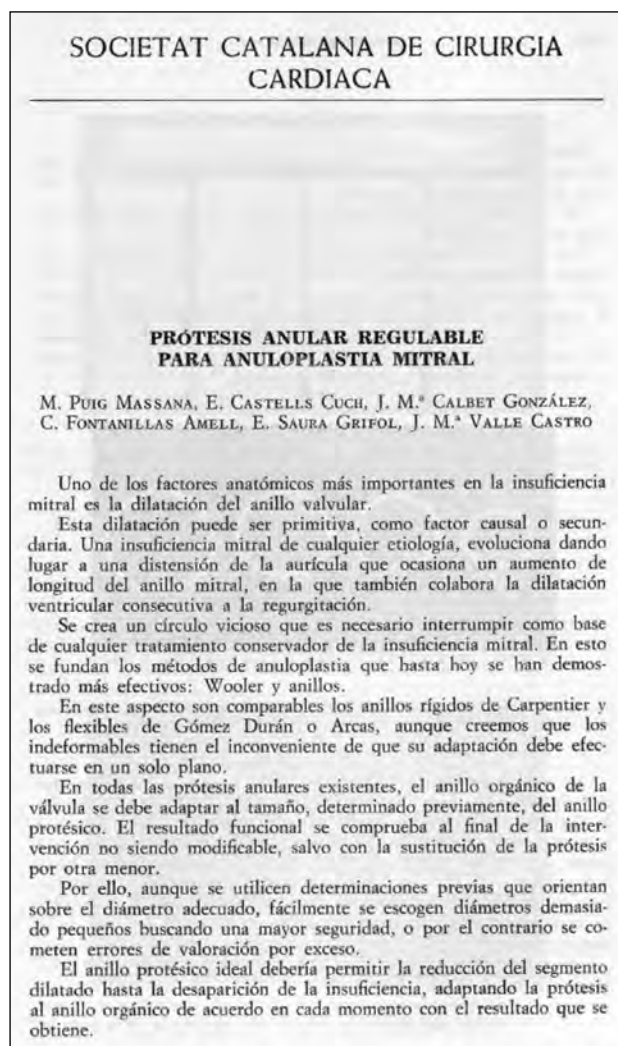 SOCIETAT CATALANA DE CIRURGIA
CARDIACA
PRÓTESIS ANULAR REGULABLE
PARA ANULOPLASTIA MITRAL
M. PUIG MASSANA, E. CASTELLS CUCH, J. M.ª CALBET GONZÁLEZ,
C. FONTANILLAS AMELL, E. SAURA GRIFOL, J. M.ª VALLE CASTRO
Uno de los factores anatómicos más importantes en la insuficiencia
mitral es la dilatación del anillo valvular.
Esta dilatación puede ser primitiva, como factor causal o secun-
daria. Una insuficiencia mitral de cualquier etiología, evoluciona dando
lugar a una distensión de la aurícula que ocasiona un aumento de
longitud del anillo mitral, en la que también colabora la dilatación
ventricular consecutiva a la regurgitación.
Se crea un círculo vicioso que es necesario interrumpir como base
de cualquier tratamiento conservador de la insuficiencia mitral. En esto
se fundan los métodos de anuloplastia que hasta hoy se han demos-
trado más efectivos: Wooler y anillos.
En este aspecto son comparables los anillos rígidos de Carpentier y
los flexibles de Gómez Durán o Arcas, aunque creemos que los
indeformables tienen el inconveniente de que su adaptación debe efec-
tuarse en un solo plano.
En todas las prótesis anulares existentes, el anillo orgánico de la
válvula se debe adaptar al tamaño, determinado previamente, del anillo
protésico. El resultado funcional se comprueba al final de la inter-
vención no siendo modificable, salvo con la sustitución de la prótesis
por otra menor.
Por ello, aunque se utilicen determinaciones previas que orientan
sobre el diámetro adecuado, fácilmente se escogen diámetros demasia-
do pequeños buscando una mayor seguridad, o por el contrario se co-
meten errores de valoración por exceso.
El anillo protésico ideal debería permitir la reducción del segmento
dilatado hasta la desaparición de la insuficiencia, adaptando la prótesis
al anillo orgánico de acuerdo en cada momento con el resultado que se
obtiene.